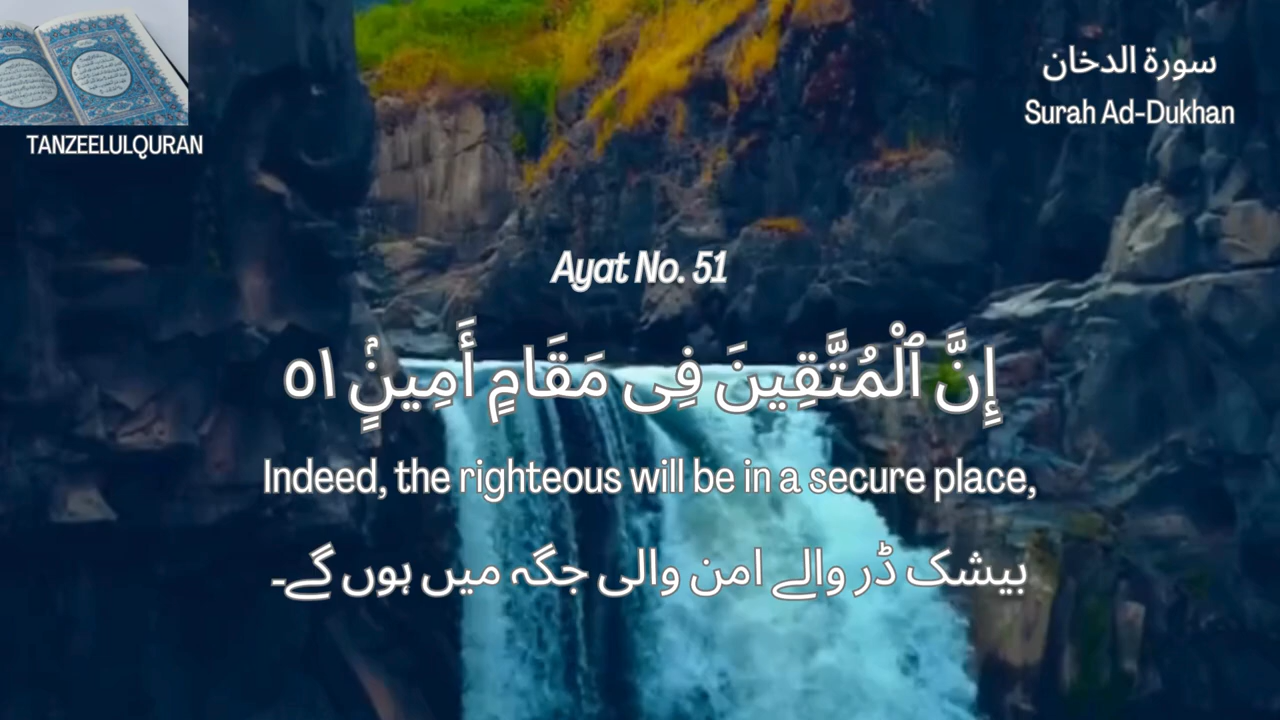 سورة الدخان
Surah Ad-Dukhan
TANZEELULQURAN
Ayat No. 51
إِنَّ ٱلْمُتَّقِينَ فِى مَقَامٍ أَمِينٍۢ ٥١
Indeed, the righteous will be in a secure place,
بیشک ڈر والے امن والی جگہ میں ہوں گے۔